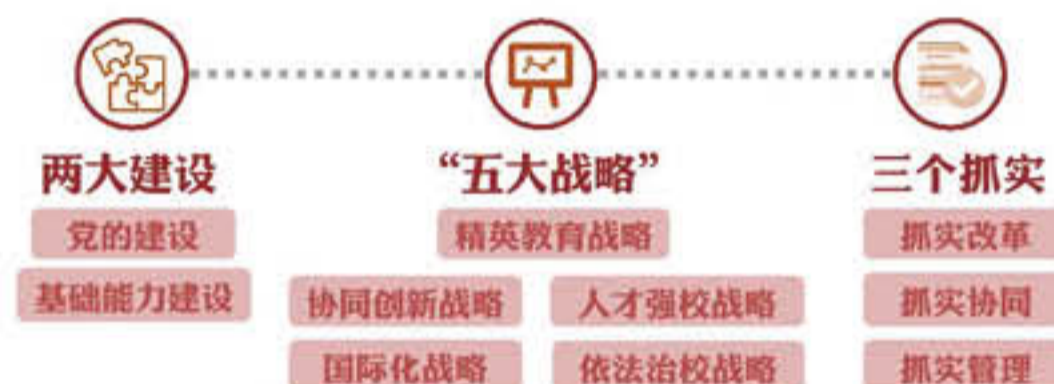 两大建设
党的建设
基础能力建设
“五大战略”
精英教育战略
协同创新战略
人才强校战略
国际化战略
依法治校战略
三个抓实
抓实改革
抓实协同
抓实管理